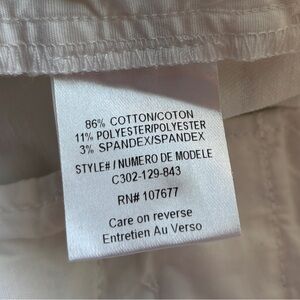 86% COTTON/COTON
11% POLYESTER/POLYESTER
3% SPANDEX/SPANDEX
STYLE# / NUMERO DE MODELE
C302-129-843
RN# 107677
Care on reverse
Entretien Au Verso